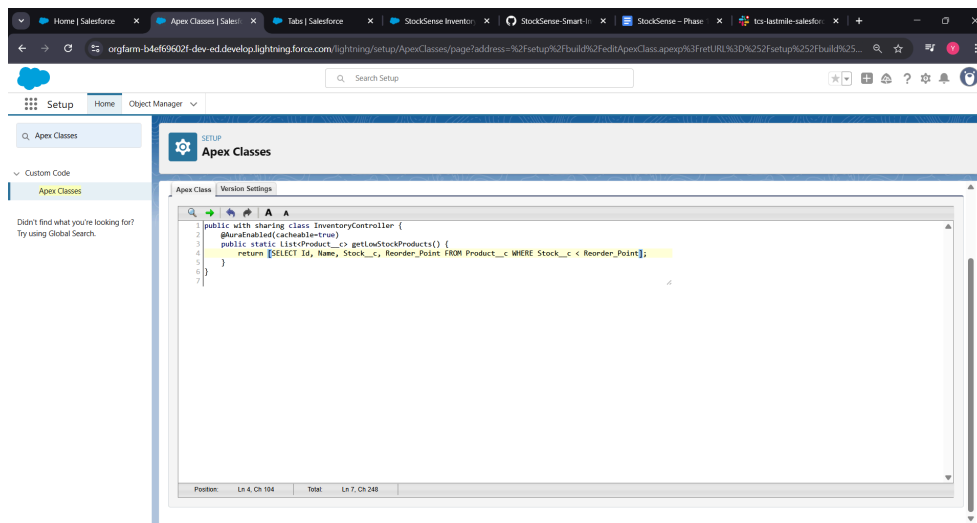 Home | Salesforce
Apex Classes | Salesf
Tabs | Salesforce
StockSense Inventory
StockSense-Smart-In
StockSense – Phase
tcs-lastmile-salesforc
orgfarm-b4ef69602f-dev-ed.develop.lightning.force.com/lightning/setup/ApexClasses/page?address=%2Fsetup%2Fbuild%2FeditApexClass.apexp%3FretURL%3D%252Fsetup%252Fbuild%25...
Search Setup
Setup
Home
Object Manager
Apex Classes
Custom Code
Apex Classes
Didn't find what you're looking for?
Try using Global Search.
SETUP
Apex Classes
Apex Class
Version Settings
A A
1 public with sharing class InventoryController {
2 @AuraEnabled(cacheable=true)
3 public static List<Product__c> getLowStockProducts() {
4 return [SELECT Id, Name, Stock__c, Reorder_Point FROM Product__c WHERE Stock__c < Reorder_Point];
5 }
6 }
7
Position: Ln 4, Ch 104 Total: Ln 7, Ch 248